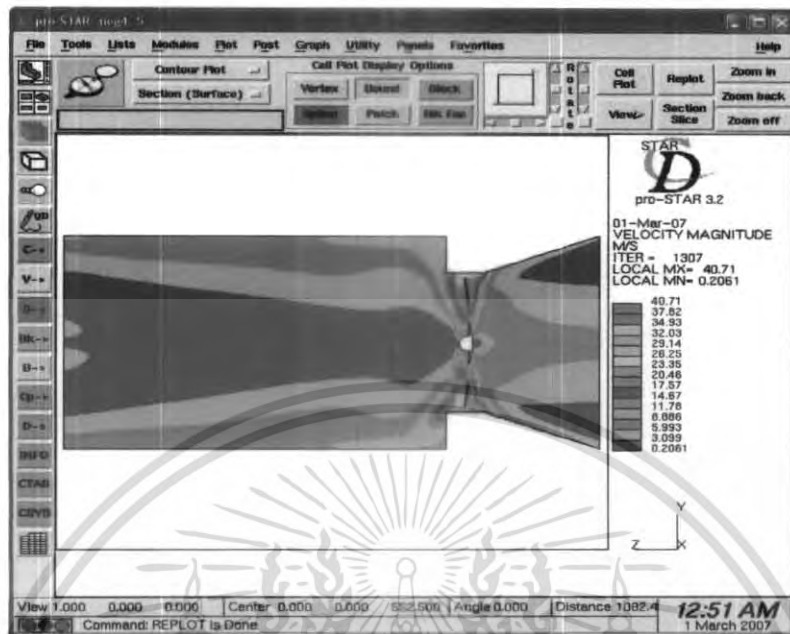 pro-STAR
File Tools Lists Modules Plot Post Graph Utility Panels Favorites Help
Contour Plot
Section (Surface)
Cell Plot Display Options
Vertex Bound Block
Patch
Rotate
Cell Plot
Replot
Zoom in
Zoom back
View->
Section Slice
Zoom off
C->
V->
B->
Cp->
D->
INFO
CTAB
CSYS
STAR
CD
pro-STAR 3.2
01-Mar-07
VELOCITY MAGNITUDE
M/S
ITER = 1307
LOCAL MX= 40.71
LOCAL MN= 0.2061
40.71
37.82
34.93
32.03
29.14
26.25
23.35
20.46
17.57
14.67
11.78
8.886
5.993
3.099
0.2061
Y
Z X
View 1.000 0.000 0.000 Center 0.000 0.000 552.500 Angle 0.000 Distance 1082.4
12:51 AM
Command: REPLOT Is Done
1 March 2007